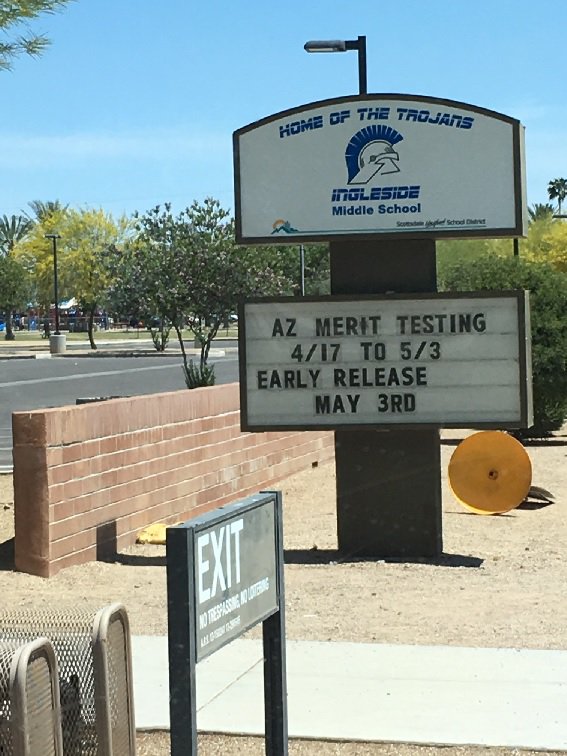 HOME OF THE TROJANS
INGLESIDE
Middle School
Scottsdale Unified School District
AZ MERIT TESTING
4/17 TO 5/3
EARLY RELEASE
MAY 3RD
EXIT
NO TRESPASSING, NO LOITERING